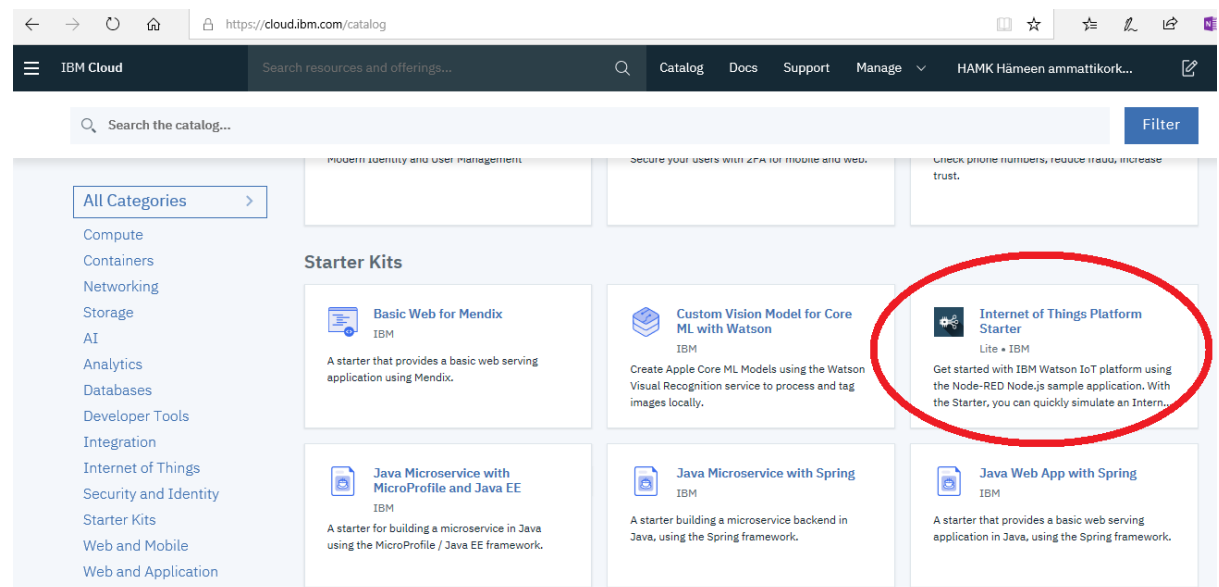 https://cloud.ibm.com/catalog
IBM Cloud
Search resources and offerings...
Catalog
Docs
Support
Manage
HAMK Hämeen ammattikork...
Search the catalog...
Filter
Modern Identity and User Management
Secure your users with 2FA for mobile and web.
Check phone numbers, reduce fraud, increase
trust.
All Categories
Compute
Containers
Networking
Storage
AI
Analytics
Databases
Developer Tools
Integration
Internet of Things
Security and Identity
Starter Kits
Web and Mobile
Web and Application
Starter Kits
Basic Web for Mendix
IBM
A starter that provides a basic web serving
application using Mendix.
Custom Vision Model for Core
ML with Watson
IBM
Create Apple Core ML Models using the Watson
Visual Recognition service to process and tag
images locally.
Internet of Things Platform
Starter
Lite • IBM
Get started with IBM Watson IoT platform using
the Node-RED Node.js sample application. With
the Starter, you can quickly simulate an Intern...
Java Microservice with
MicroProfile and Java EE
IBM
A starter for building a microservice in Java
using the MicroProfile / Java EE framework.
Java Microservice with Spring
IBM
A starter building a microservice backend in
Java, using the Spring framework.
Java Web App with Spring
IBM
A starter that provides a basic web serving
application in Java, using the Spring framework.